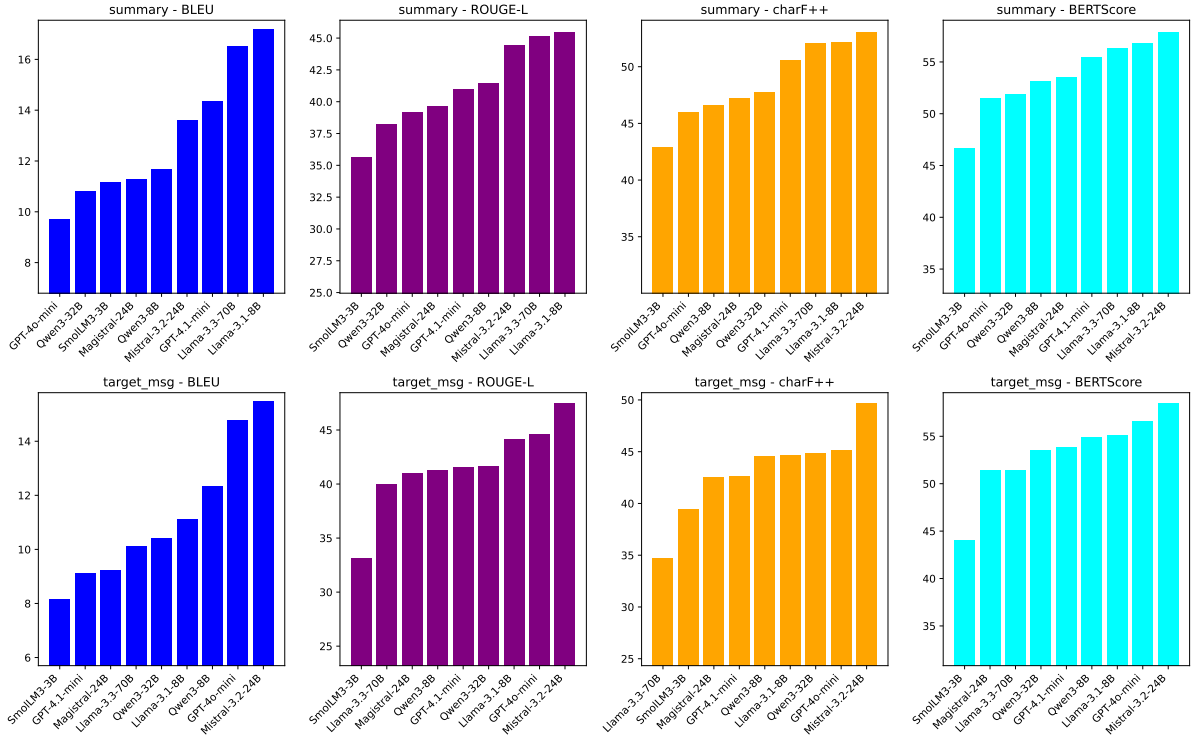 summary - BLEU
16
14
12
10
8
GPT-4o-mini
Qwen3-32B
SmolLM3-3B
Magistral-24B
Qwen3-8B
Mistral-3.2-24B
GPT-4.1-mini
Llama-3.3-70B
Llama-3.1-8B
summary - ROUGE-L
45.0
42.5
40.0
37.5
35.0
32.5
30.0
27.5
25.0
SmolLM3-3B
Qwen3-32B
GPT-4o-mini
Magistral-24B
GPT-4.1-mini
Qwen3-8B
Mistral-3.2-24B
Llama-3.3-70B
Llama-3.1-8B
summary - charF++
50
45
40
35
SmolLM3-3B
GPT-4o-mini
Qwen3-8B
Magistral-24B
Qwen3-32B
GPT-4.1-mini
Llama-3.3-70B
Llama-3.1-8B
Mistral-3.2-24B
summary - BERTScore
55
50
45
40
35
SmolLM3-3B
GPT-4o-mini
Qwen3-32B
Qwen3-8B
Magistral-24B
GPT-4.1-mini
Llama-3.3-70B
Llama-3.1-8B
Mistral-3.2-24B
target_msg - BLEU
14
12
10
8
6
SmolLM3-3B
GPT-4.1-mini
Magistral-24B
Llama-3.3-70B
Qwen3-32B
Llama-3.1-8B
Qwen3-8B
GPT-4o-mini
Mistral-3.2-24B
target_msg - ROUGE-L
45
40
35
30
25
SmolLM3-3B
Llama-3.3-70B
Magistral-24B
Qwen3-8B
GPT-4.1-mini
Qwen3-32B
Llama-3.1-8B
GPT-4o-mini
Mistral-3.2-24B
target_msg - charF++
50
45
40
35
30
25
Llama-3.3-70B
SmolLM3-3B
Magistral-24B
GPT-4.1-mini
Qwen3-8B
Llama-3.1-8B
Qwen3-32B
GPT-4o-mini
Mistral-3.2-24B
target_msg - BERTScore
55
50
45
40
35
SmolLM3-3B
Magistral-24B
Llama-3.3-70B
Qwen3-32B
GPT-4.1-mini
Qwen3-8B
Llama-3.1-8B
GPT-4o-mini
Mistral-3.2-24B